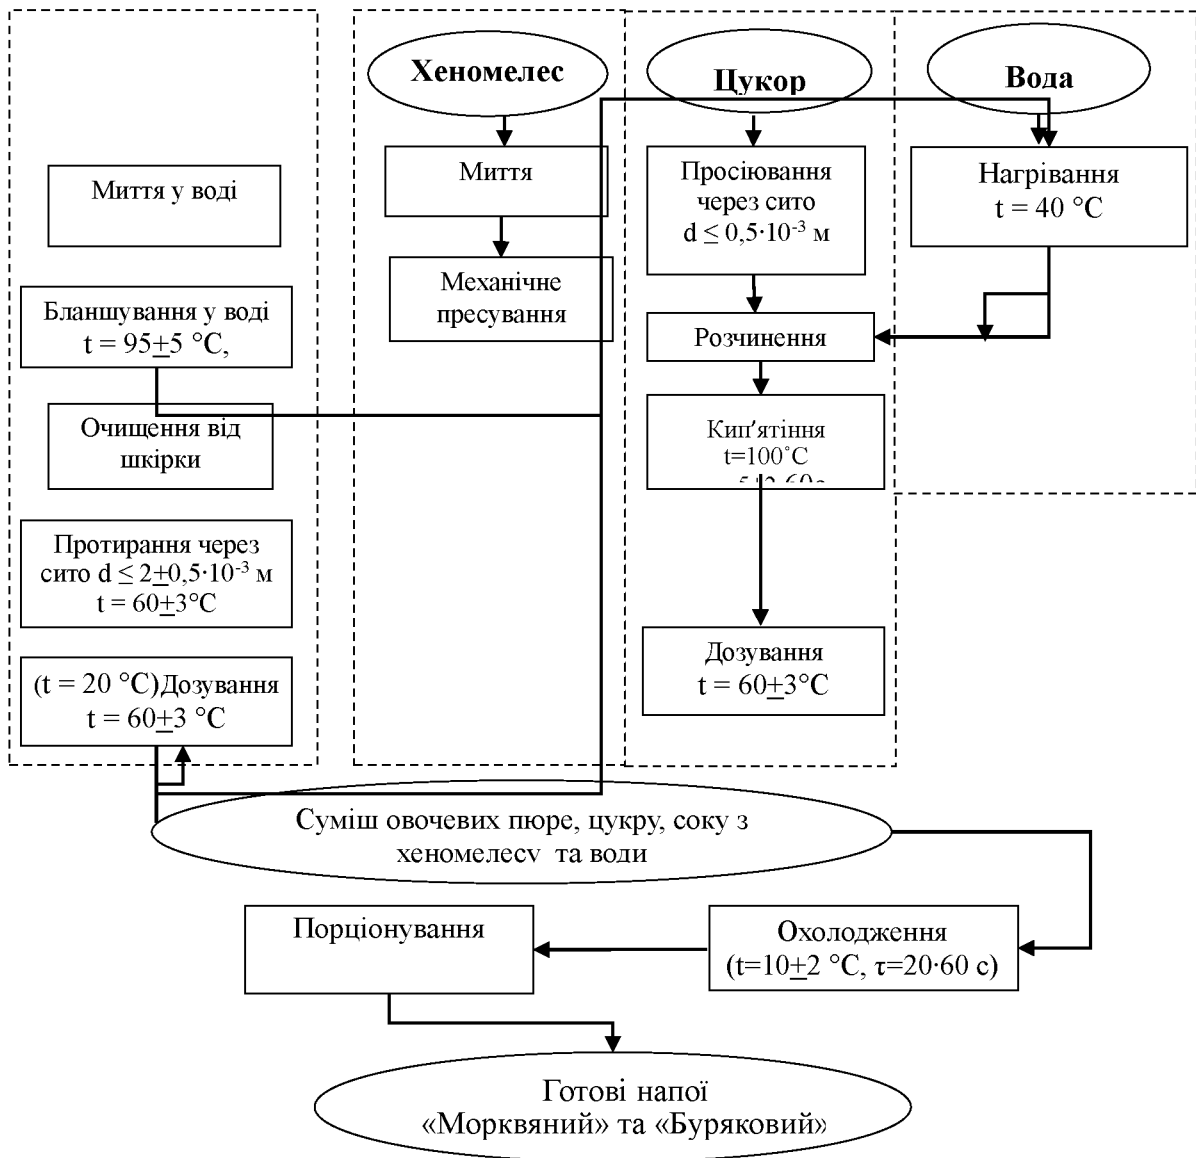 Хеномелес
Цукор
Вода
Миття у воді
Бланшування у воді
t = 95±5 °C,
Очищення від
шкірки
Протирання через
сито d ≤ 2±0,5·10⁻³ м
t = 60±3°C
(t = 20 °C)Дозування
t = 60±3 °C
Миття
Механічне
пресування
Просіювання
через сито
d ≤ 0,5·10⁻³ м
Розчинення
Кип'ятіння
t=100˚C
Дозування
t = 60±3°C
Нагрівання
t = 40 °C
Суміш овочевих пюре, цукру, соку з
хеномелесу та води
Охолодження
(t=10±2 °C, τ=20·60 с)
Порціонування
Готові напої
«Морквяний» та «Буряковий»